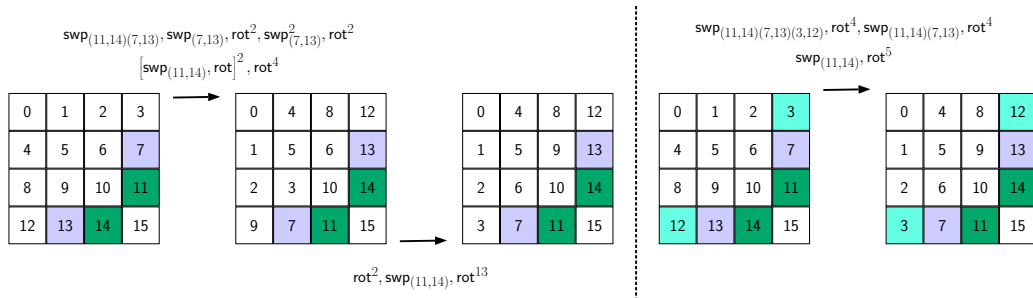 swp_{(11,14)(7,13)}, swp_{(7,13)}, rot^2, swp^2_{(7,13)}, rot^2
[swp_{(11,14)}, rot]^2, rot^4
0 1 2 3
4 5 6 7
8 9 10 11
12 13 14 15
0 4 8 12
1 5 6 13
2 3 10 14
9 7 11 15
0 4 8 12
1 5 9 13
2 6 10 14
3 7 11 15
rot^2, swp_{(11,14)}, rot^{13}
swp_{(11,14)(7,13)(3,12)}, rot^4, swp_{(11,14)(7,13)}, rot^4
swp_{(11,14)}, rot^5
0 1 2 3
4 5 6 7
8 9 10 11
12 13 14 15
0 4 8 12
1 5 9 13
2 6 10 14
3 7 11 15